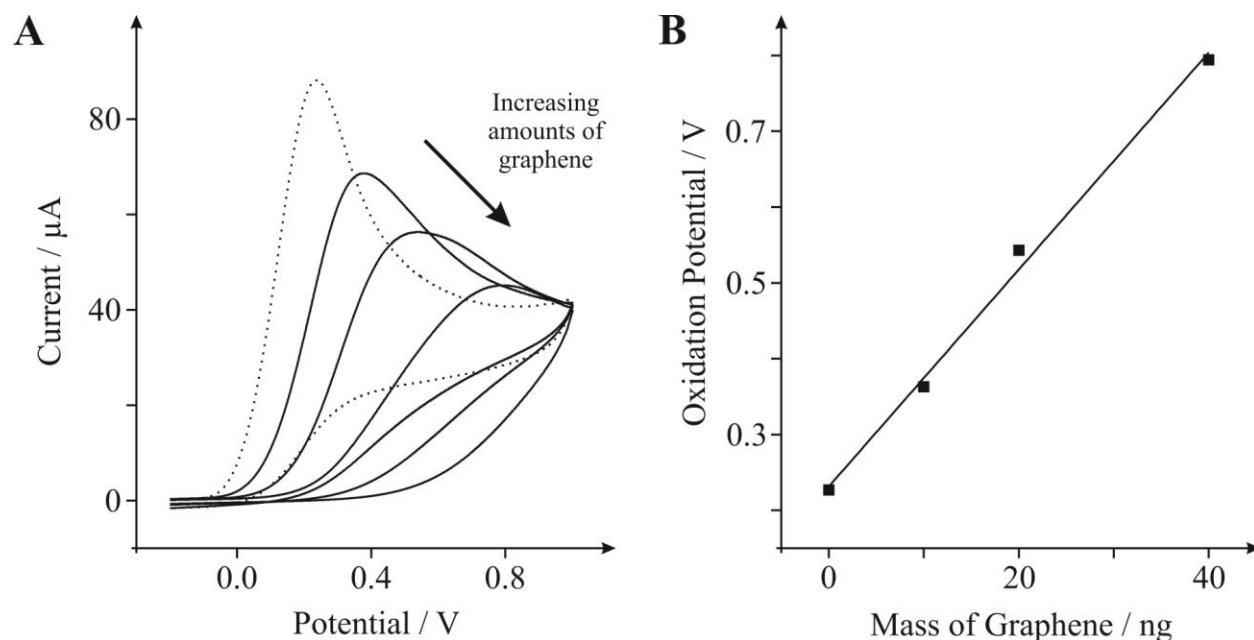 A
80
40
0
0.0
0.4
0.8
Current / μA
Potential / V
Increasing
amounts of
graphene
B
0.7
0.5
0.3
0
20
40
Oxidation Potential / V
Mass of Graphene / ng